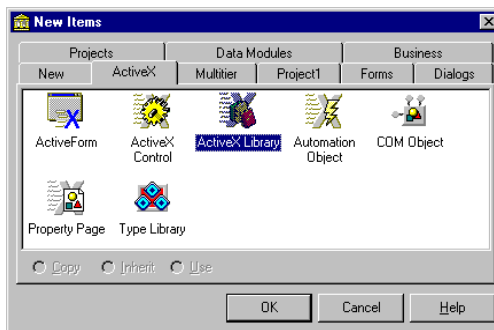 New Items
Projects Data Modules Business
New ActiveX Multitier Project1 Forms Dialogs
ActiveForm ActiveX Control ActiveX Library Automation Object COM Object
Property Page Type Library
Copy Inherit Use
OK Cancel Help